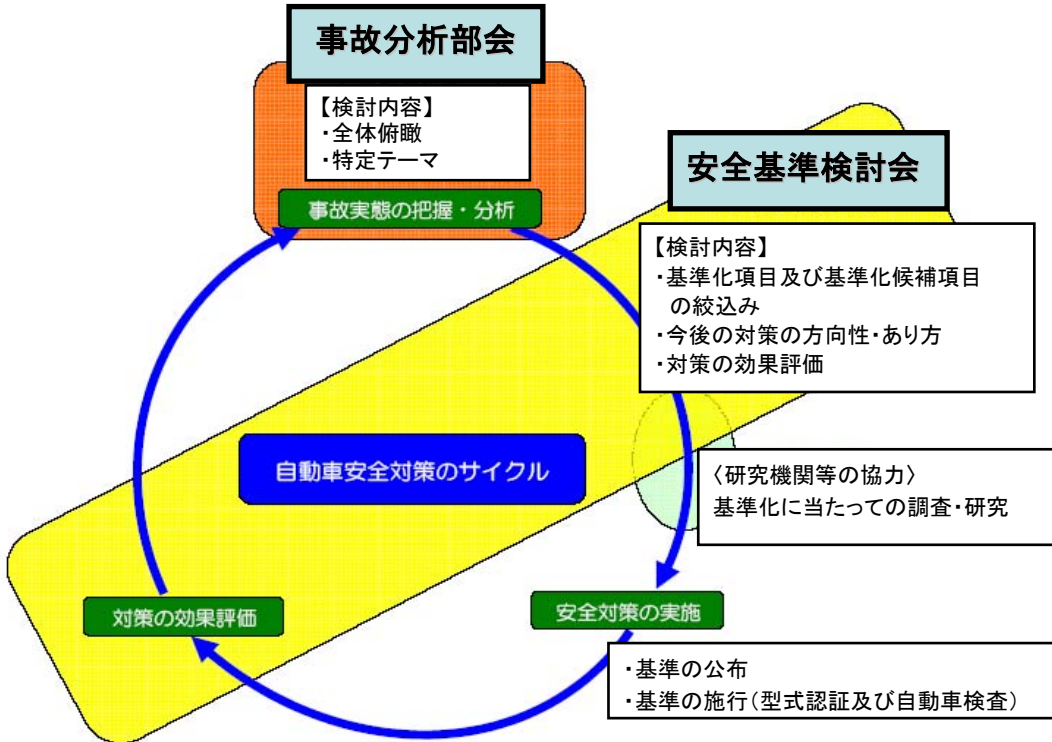 事故分析部会
【検討内容】
・全体俯瞰
・特定テーマ
事故実態の把握・分析
安全基準検討会
【検討内容】
・基準化項目及び基準化候補項目
の絞込み
・今後の対策の方向性・あり方
・対策の効果評価
自動車安全対策のサイクル
〈研究機関等の協力〉
基準化に当たっての調査・研究
対策の効果評価
安全対策の実施
・基準の公布
・基準の施行(型式認証及び自動車検査)